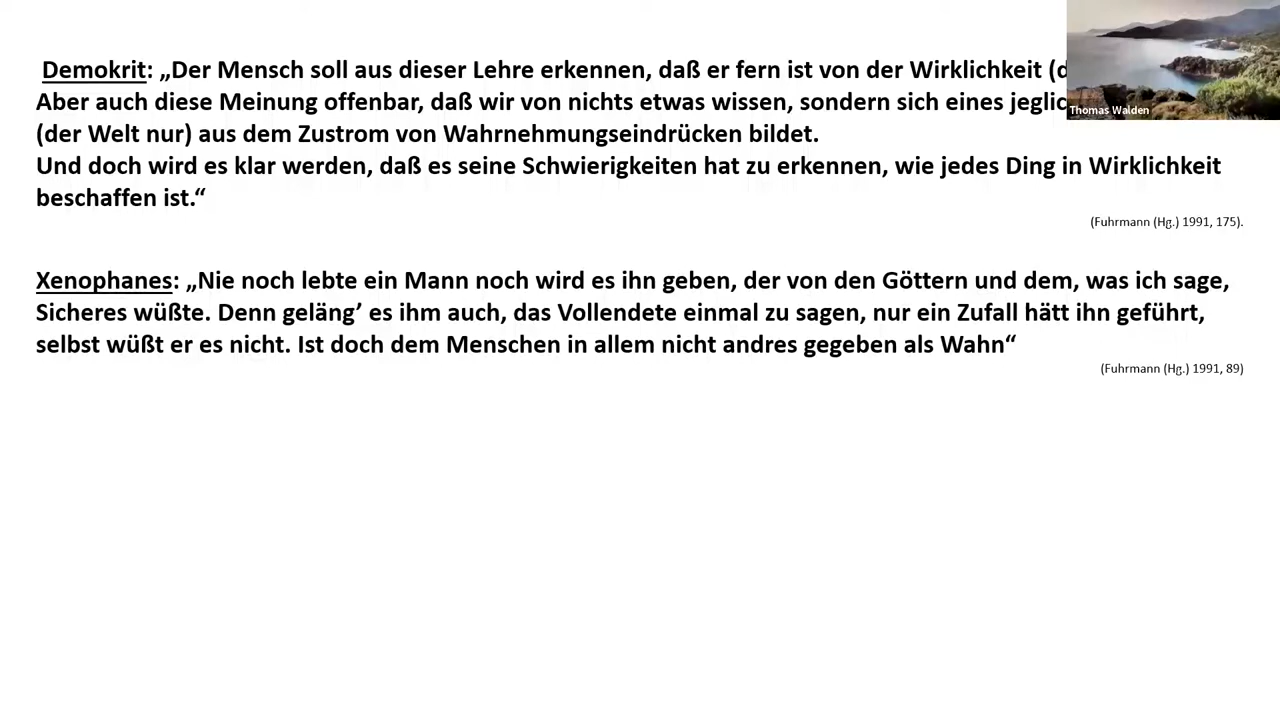 Demokrit: „Der Mensch soll aus dieser Lehre erkennen, daß er fern ist von der Wirklichkeit
Aber auch diese Meinung offenbar, daß wir von nichts etwas wissen, sondern sich eines
(der Welt nur) aus dem Zustrom von Wahrnehmungseindrücken bildet.
Und doch wird es klar werden, daß es seine Schwierigkeiten hat zu erkennen, wie jedes Ding in Wirklichkeit
beschaffen ist.“
(Fuhrmann (Hg.) 1991, 175).
Xenophanes: „Nie noch lebte ein Mann noch wird es ihn geben, der von den Göttern und dem, was ich sage,
Sicheres wüßte. Denn geläng’ es ihm auch, das Vollendete einmal zu sagen, nur ein Zufall hätt ihn geführt,
selbst wüßt er es nicht. Ist doch dem Menschen in allem nicht andres gegeben als Wahn“
(Fuhrmann (Hg.) 1991, 89)
Thomas Walden